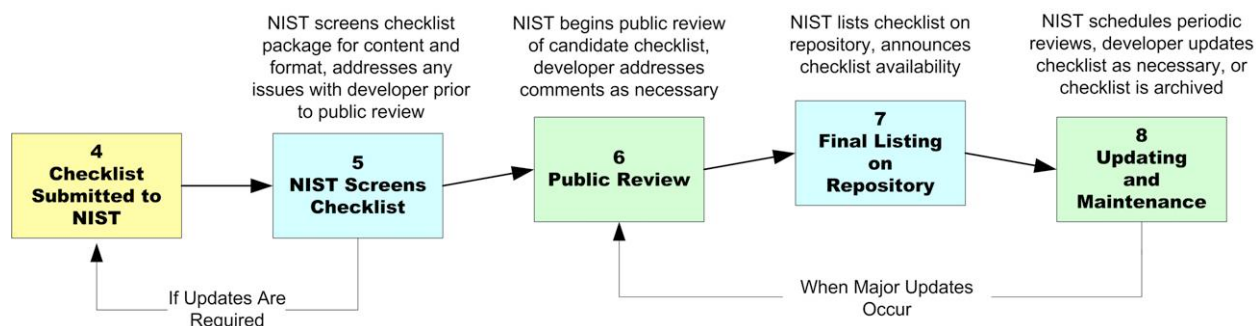 NIST screens checklist
package for content and
format, addresses any
issues with developer prior
to public review
NIST begins public review
of candidate checklist,
developer addresses
comments as necessary
NIST lists checklist on
repository, announces
checklist availability
NIST schedules periodic
reviews, developer updates
checklist as necessary, or
checklist is archived
4
Checklist
Submitted to
NIST
5
NIST Screens
Checklist
6
Public Review
7
Final Listing
on
Repository
8
Updating
and
Maintenance
If Updates Are
Required
When Major Updates
Occur